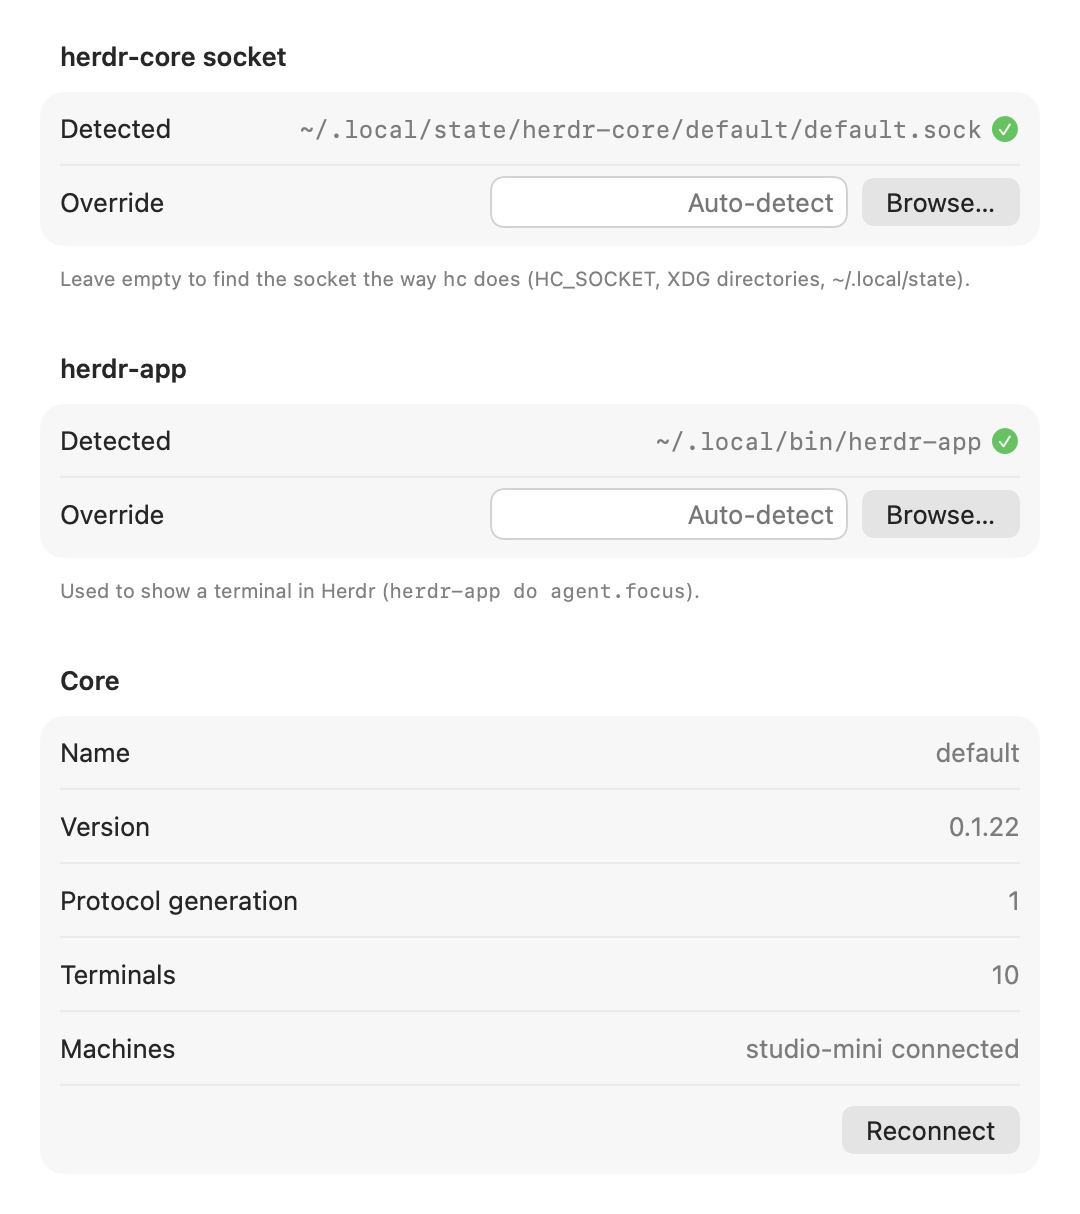 herdr-core socket
Detected ~/.local/state/herdr-core/default/default.sock
Override Auto-detect Browse...
Leave empty to find the socket the way hc does (HC_SOCKET, XDG directories, ~/.local/state).
herdr-app
Detected ~/.local/bin/herdr-app
Override Auto-detect Browse...
Used to show a terminal in Herdr (herdr-app do agent.focus).
Core
Name default
Version 0.1.22
Protocol generation 1
Terminals 10
Machines studio-mini connected
Reconnect